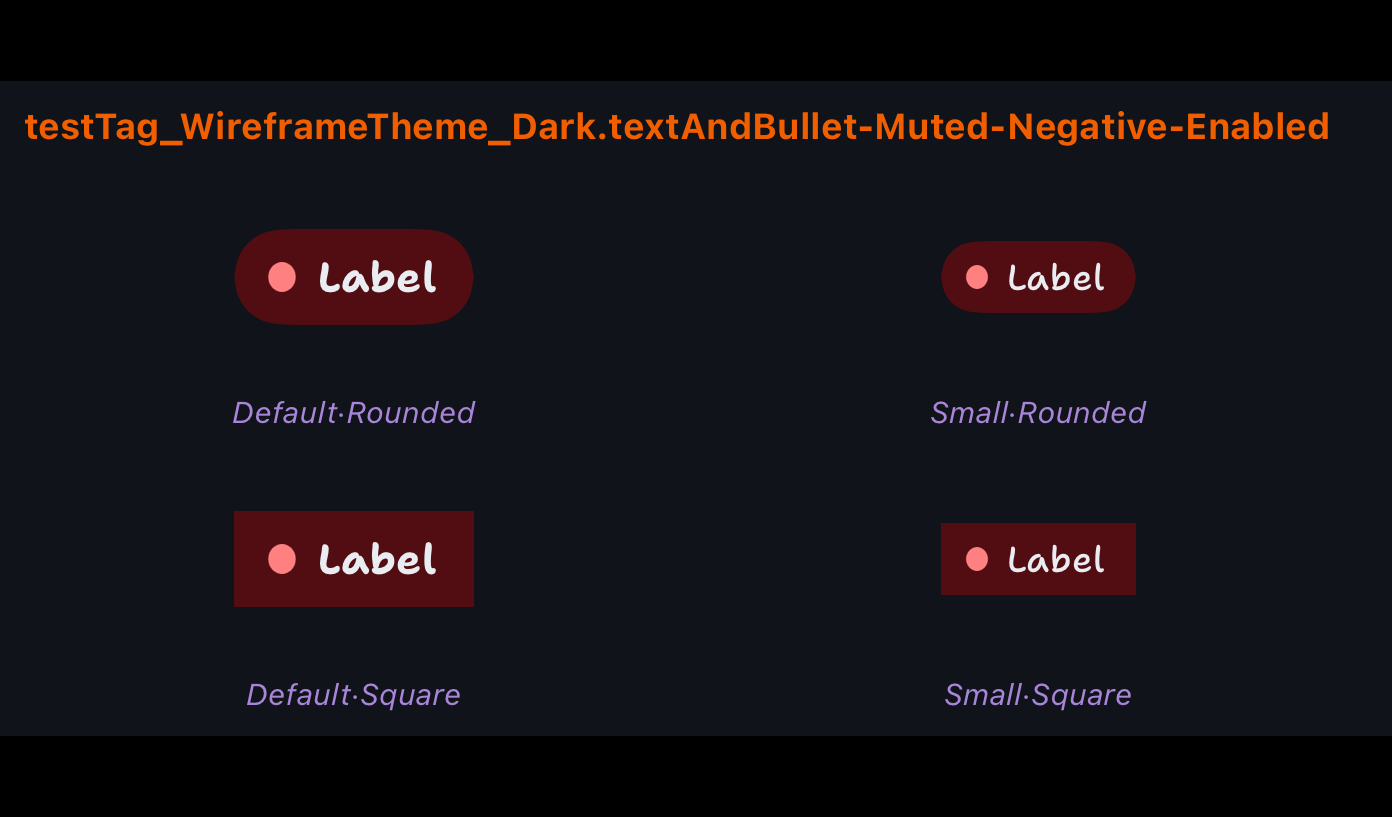 testTag_WireframeTheme_Dark.textAndBullet-Muted-Negative-Enabled
Label
Label
Default·Rounded
Small·Rounded
Label
Label
Default·Square
Small·Square